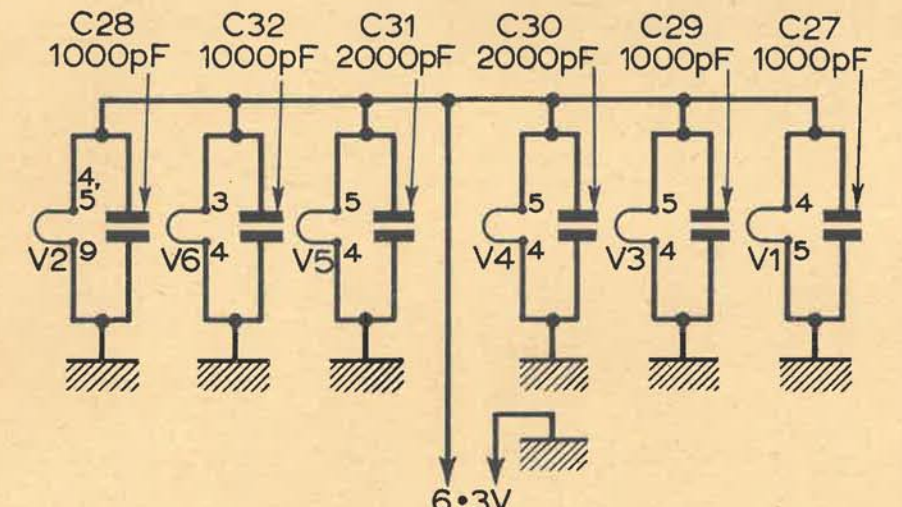 C28 C32 C31 C30 C29 C27
1000pF 1000pF 2000pF 2000pF 1000pF 1000pF
4,
5 3 5 5 5 4
V2 9 V6 4 V5 4 V4 4 V3 4 V1 5
6•3V